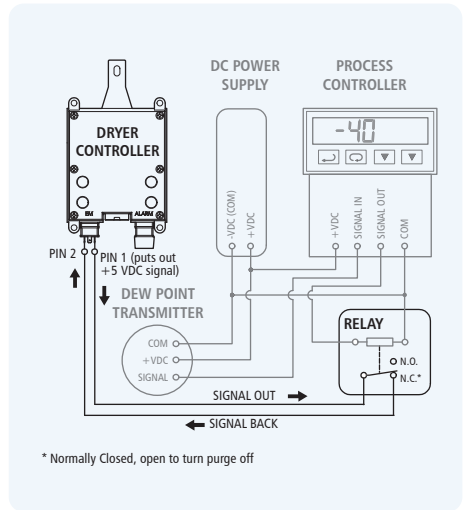 DC POWER
SUPPLY
PROCESS
CONTROLLER
DRYER
CONTROLLER
EM
ALARM
-40
-VDC (COM)
+VDC
+VDC
SIGNAL IN
SIGNAL OUT
COM
PIN 2
PIN 1 (puts out
+5 VDC signal)
DEW POINT
TRANSMITTER
COM
+VDC
SIGNAL
RELAY
N.O.
N.C.*
SIGNAL OUT
SIGNAL BACK
* Normally Closed, open to turn purge off